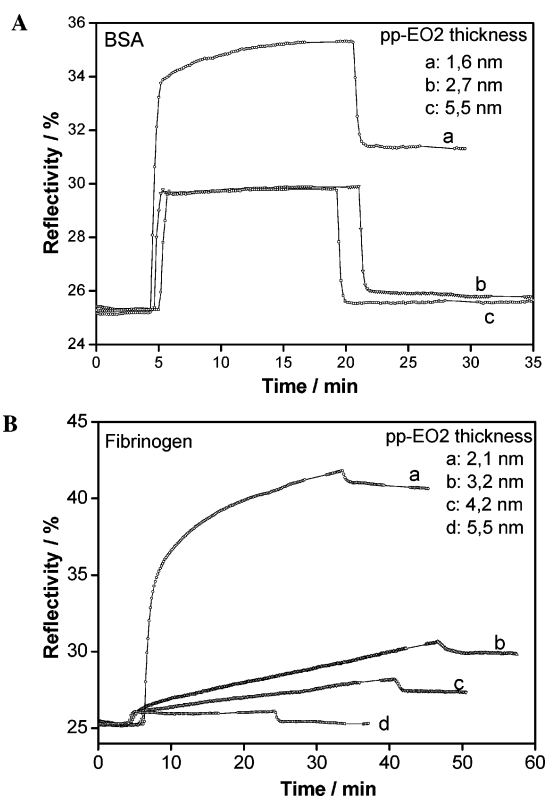 A
BSA
pp-EO2 thickness
a: 1,6 nm
b: 2,7 nm
c: 5,5 nm
a
b
c
36
34
32
30
28
26
24
Reflectivity / %
0 5 10 15 20 25 30 35
Time / min
B
Fibrinogen
pp-EO2 thickness
a: 2,1 nm
b: 3,2 nm
c: 4,2 nm
d: 5,5 nm
a
b
c
d
45
40
35
30
25
Reflectivity / %
0 10 20 30 40 50 60
Time / min